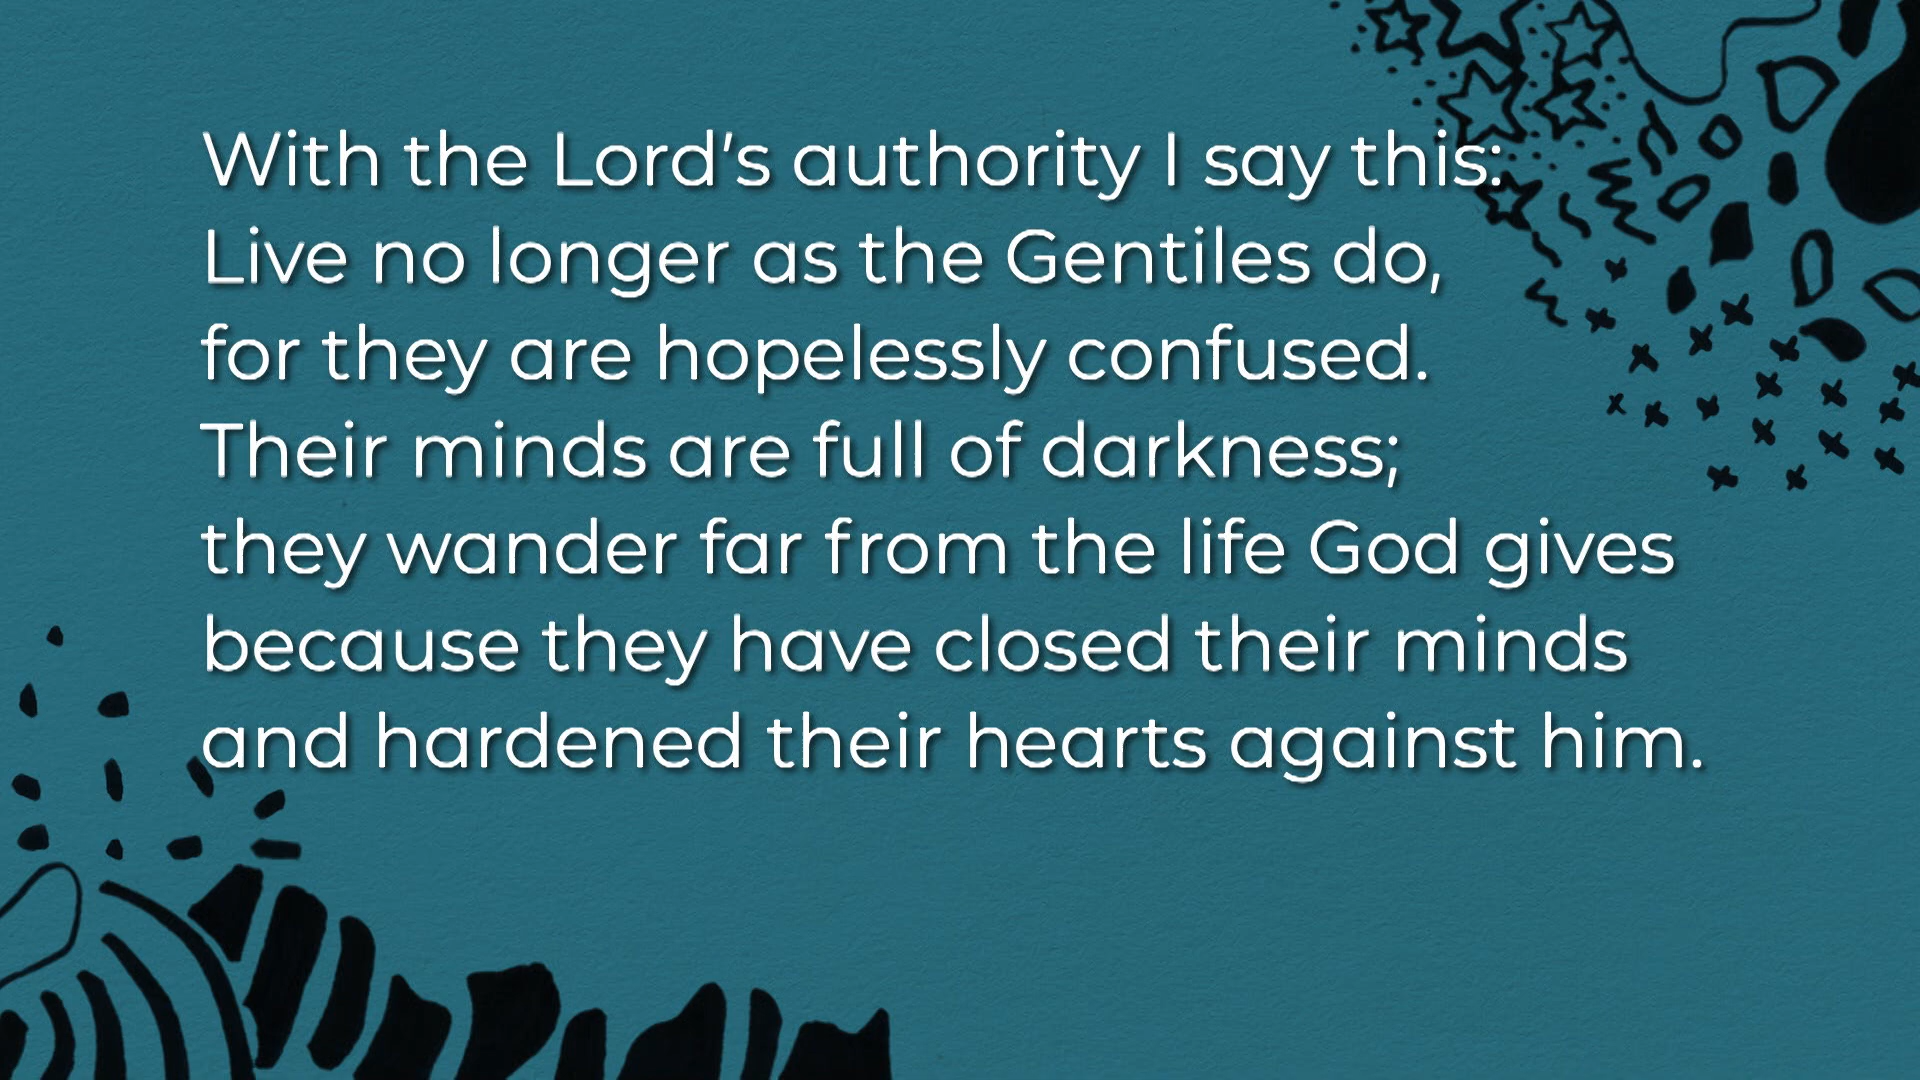 With the Lord's authority I say this:
Live no longer as the Gentiles do,
for they are hopelessly confused.
Their minds are full of darkness;
they wander far from the life God gives
because they have closed their minds
and hardened their hearts against him.